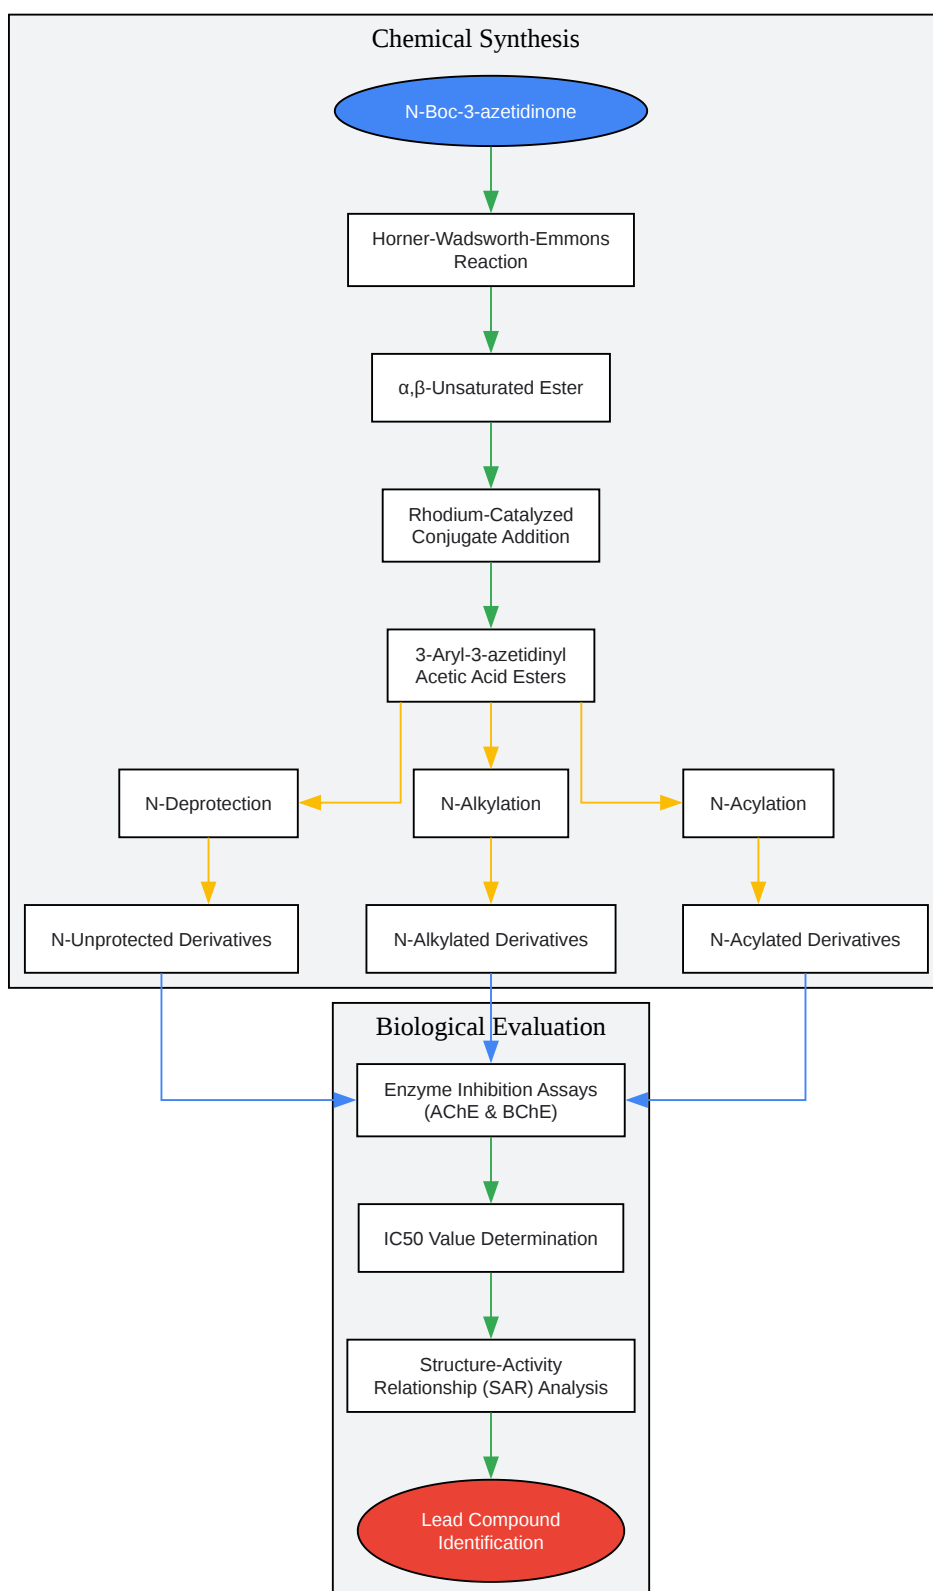 Chemical Synthesis
N-Boc-3-azetidinone
Horner-Wadsworth-Emmons
Reaction
α,β-Unsaturated Ester
Rhodium-Catalyzed
Conjugate Addition
3-Aryl-3-azetidinyl
Acetic Acid Esters
N-Deprotection
N-Alkylation
N-Acylation
N-Unprotected Derivatives
N-Alkylated Derivatives
N-Acylated Derivatives
Biological Evaluation
Enzyme Inhibition Assays
(AChE & BChE)
IC50 Value Determination
Structure-Activity
Relationship (SAR) Analysis
Lead Compound
Identification